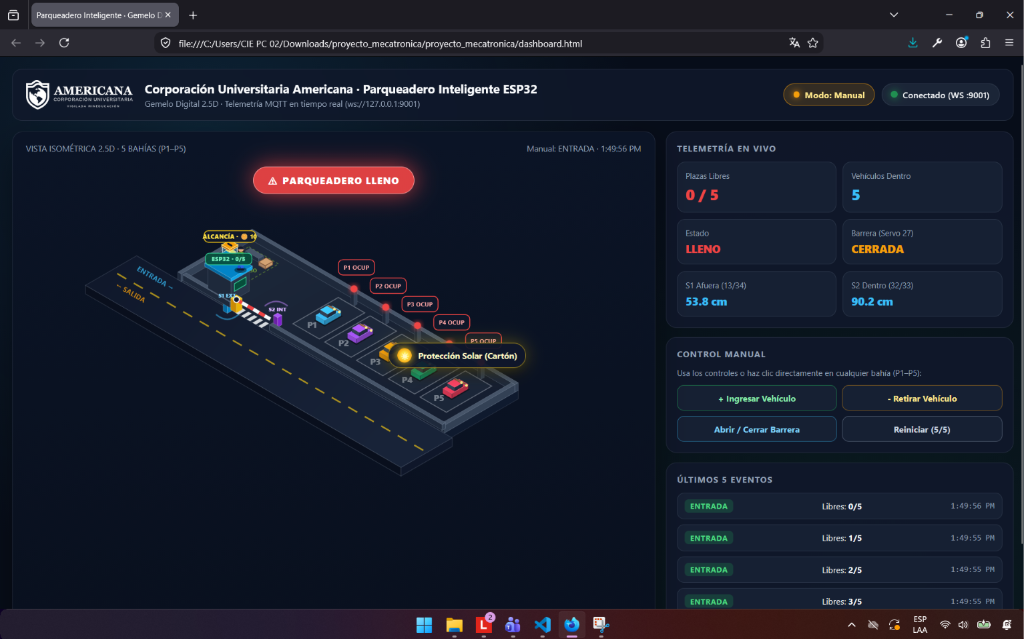 Parqueadero Inteligente - Gemelo D
file:///C:/Users/CIE PC 02/Downloads/proyecto_mecatronica/proyecto_mecatronica/dashboard.html
AMERICANA
CORPORACIÓN UNIVERSITARIA
Corporación Universitaria Americana · Parqueadero Inteligente ESP32
Gemelo Digital 2.5D · Telemetría MQTT en tiempo real (ws://127.0.0.1:9001)
Modo: Manual
Conectado (WS :9001)
VISTA ISOMÉTRICA 2.5D · 5 BAHÍAS (P1–P5)
Manual: ENTRADA · 1:49:56 PM
⚠ PARQUEADERO LLENO
ALCANCÍA ·
ESP32 · 0/5
ENTRADA
SALIDA
S1 EXT
S2 INT
P1 OCUP
P2 OCUP
P3 OCUP
P4 OCUP
P5 OCUP
P1
P2
P3
P4
P5
Protección Solar (Cartón)
TELEMETRÍA EN VIVO
Plazas Libres
0 / 5
Vehículos Dentro
5
Estado
LLENO
Barrera (Servo 27)
CERRADA
S1 Afuera (13/34)
53.8 cm
S2 Dentro (32/33)
90.2 cm
CONTROL MANUAL
Usa los controles o haz clic directamente en cualquier bahía (P1–P5):
+ Ingresar Vehículo
- Retirar Vehículo
Abrir / Cerrar Barrera
Reiniciar (5/5)
ÚLTIMOS 5 EVENTOS
ENTRADA Libres: 0/5 1:49:56 PM
ENTRADA Libres: 1/5 1:49:55 PM
ENTRADA Libres: 2/5 1:49:55 PM
ENTRADA Libres: 3/5 1:49:55 PM
2
ESP
LAA